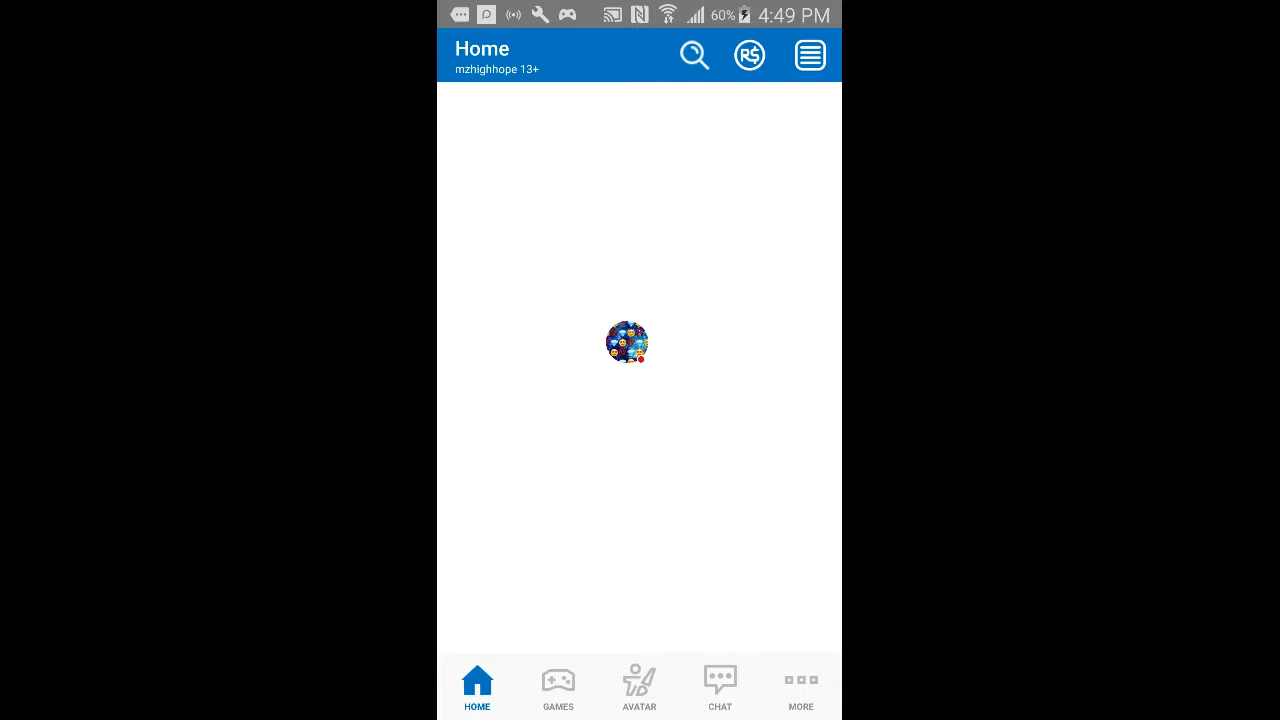 60% 4:49 PM
Home
mzhighhope 13+
R$
HOME GAMES AVATAR CHAT MORE